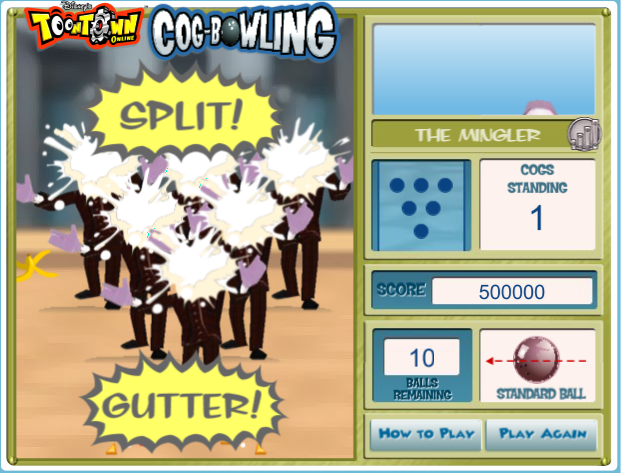 Disney's
TOONTOWN
ONLINE
COG-BOWLING
SPLIT!
THE MINGLER
COGS
STANDING
1
SCORE 500000
10
BALLS
REMAINING
STANDARD BALL
GUTTER!
HOW TO PLAY PLAY AGAIN